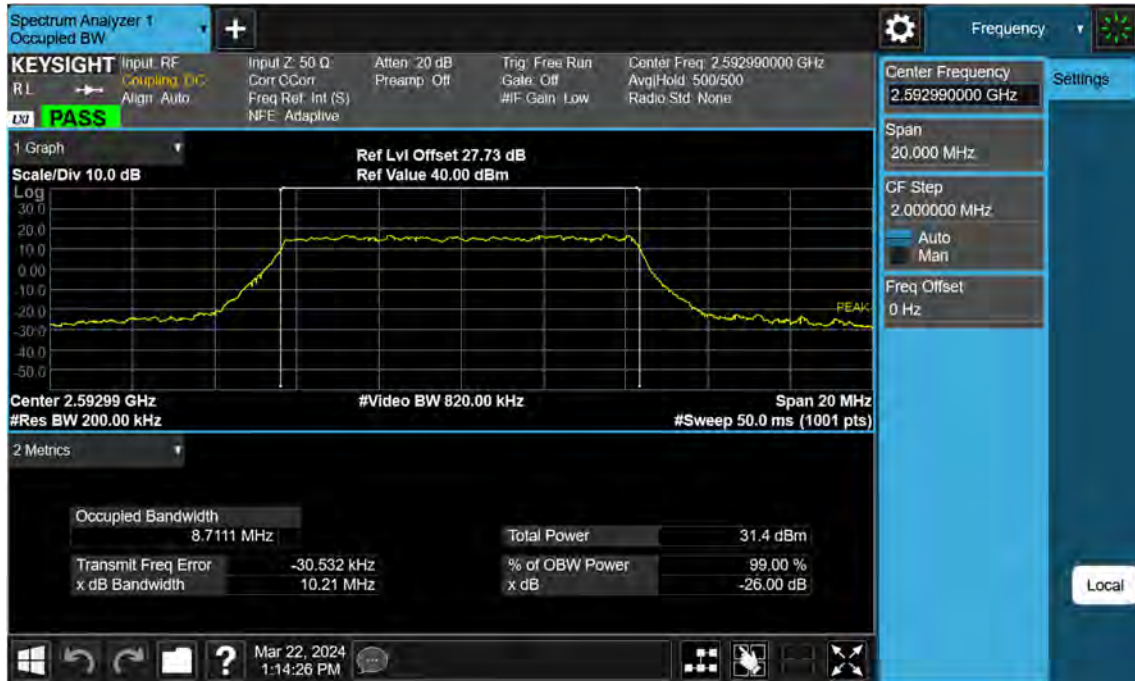 Spectrum Analyzer 1
Occupied BW
Frequency
KEYSIGHT
RL
LXI
PASS
Input: RF
Coupling: DC
Align: Auto
Input Z: 50 Ω
Corr CCorr
Freq Ref: Int (S)
NFE: Adaptive
Atten: 20 dB
Preamp: Off
Trig: Free Run
Gate: Off
#IF Gain: Low
Center Freq: 2.592990000 GHz
Avg|Hold: 500/500
Radio Std: None
Center Frequency
2.592990000 GHz
Settings
Span
20.000 MHz
CF Step
2.000000 MHz
Auto
Man
Freq Offset
0 Hz
1 Graph
Scale/Div 10.0 dB
Ref Lvl Offset 27.73 dB
Ref Value 40.00 dBm
Log
30.0
20.0
10.0
0.00
-10.0
-20.0
-30.0
-40.0
-50.0
PEAK
Center 2.59299 GHz
#Video BW 820.00 kHz
Span 20 MHz
#Res BW 200.00 kHz
#Sweep 50.0 ms (1001 pts)
2 Metrics
Occupied Bandwidth
8.7111 MHz
Total Power 31.4 dBm
Transmit Freq Error -30.532 kHz
% of OBW Power 99.00 %
x dB Bandwidth 10.21 MHz
x dB -26.00 dB
Local
?
Mar 22, 2024
1:14:26 PM